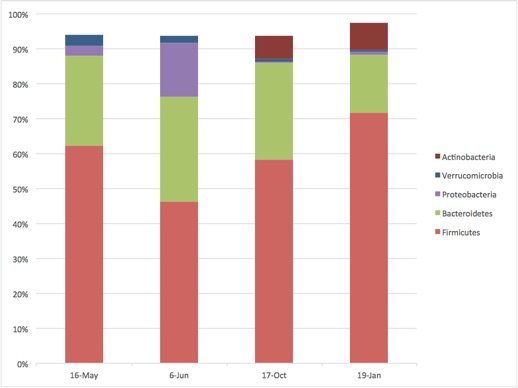 100%
90%
80%
70%
60%
50%
40%
30%
20%
10%
0%
16-May 6-Jun 17-Oct 19-Jan
Actinobacteria
Verrucomicrobia
Proteobacteria
Bacteroidetes
Firmicutes